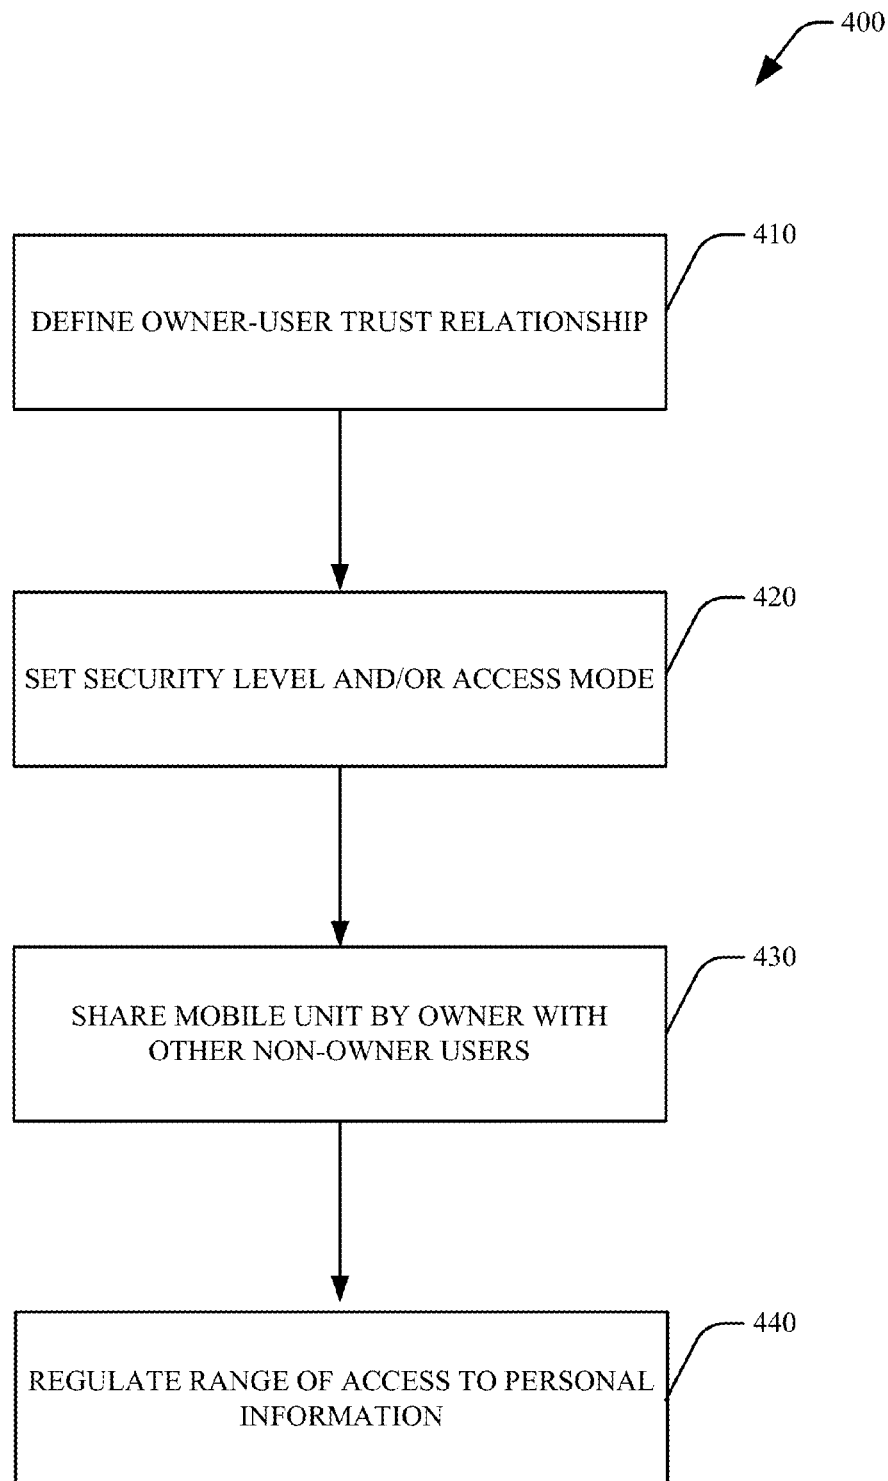 400
410
DEFINE OWNER-USER TRUST RELATIONSHIP
420
SET SECURITY LEVEL AND/OR ACCESS MODE
430
SHARE MOBILE UNIT BY OWNER WITH
OTHER NON-OWNER USERS
440
REGULATE RANGE OF ACCESS TO PERSONAL
INFORMATION